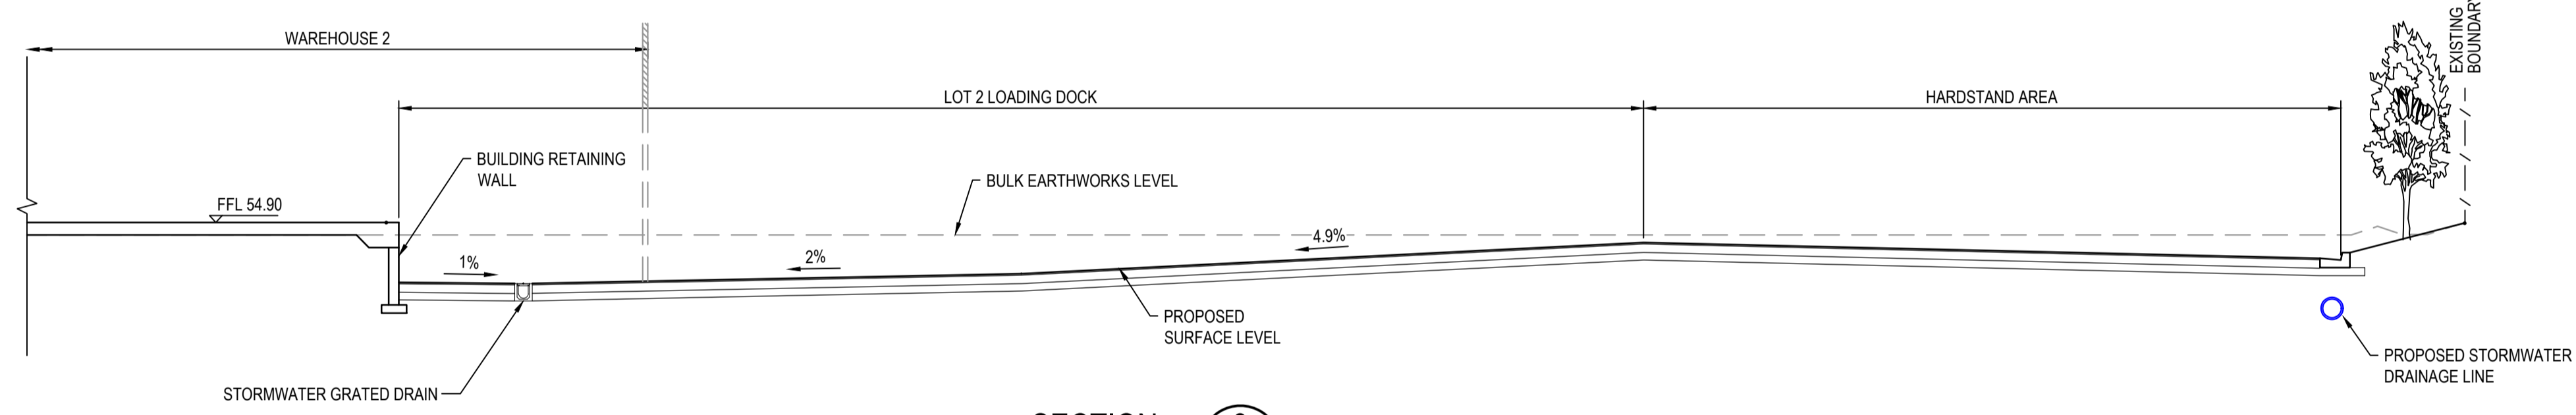 WAREHOUSE 2
EXISTING
BOUNDARY
LOT 2 LOADING DOCK
HARDSTAND AREA
BUILDING RETAINING
WALL
BULK EARTHWORKS LEVEL
FFL 54.90
4.9%
2%
1%
PROPOSED
SURFACE LEVEL
PROPOSED STORMWATER
DRAINAGE LINE
STORMWATER GRATED DRAIN
SECTION